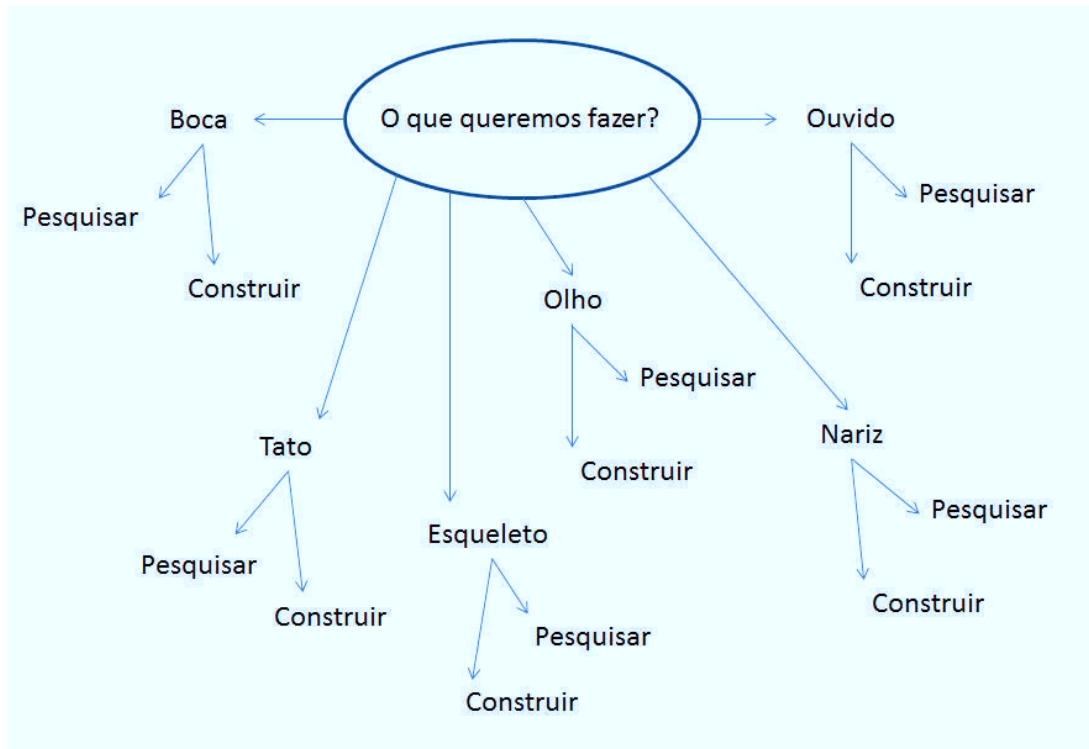 O que queremos fazer?
Boca
Pesquisar
Construir
Tato
Pesquisar
Construir
Esqueleto
Pesquisar
Construir
Olho
Pesquisar
Construir
Nariz
Pesquisar
Construir
Ouvido
Pesquisar
Construir